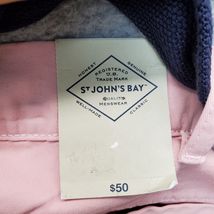 HONEST
GENUINE
REGISTERED
U.S.
TRADE MARK
ST JOHN'S BAY
QUALITY
MENSWEAR
WELL-MADE
CLASSIC
$50